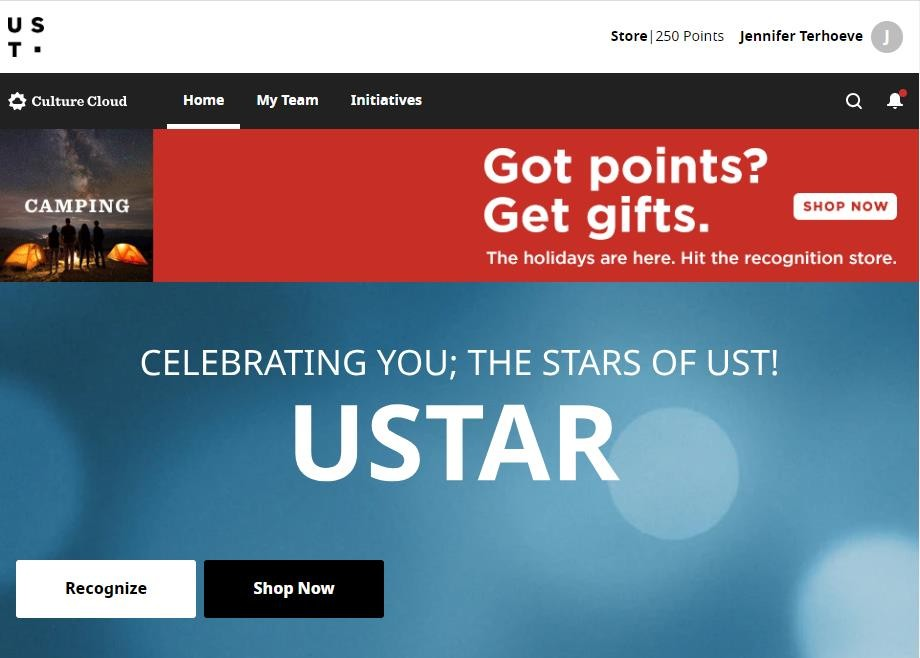 U S
T .
Store|250 Points Jennifer Terhoeve J
Culture Cloud Home My Team Initiatives
CAMPING
Got points?
Get gifts.
SHOP NOW
The holidays are here. Hit the recognition store.
CELEBRATING YOU; THE STARS OF UST!
USTAR
Recognize Shop Now